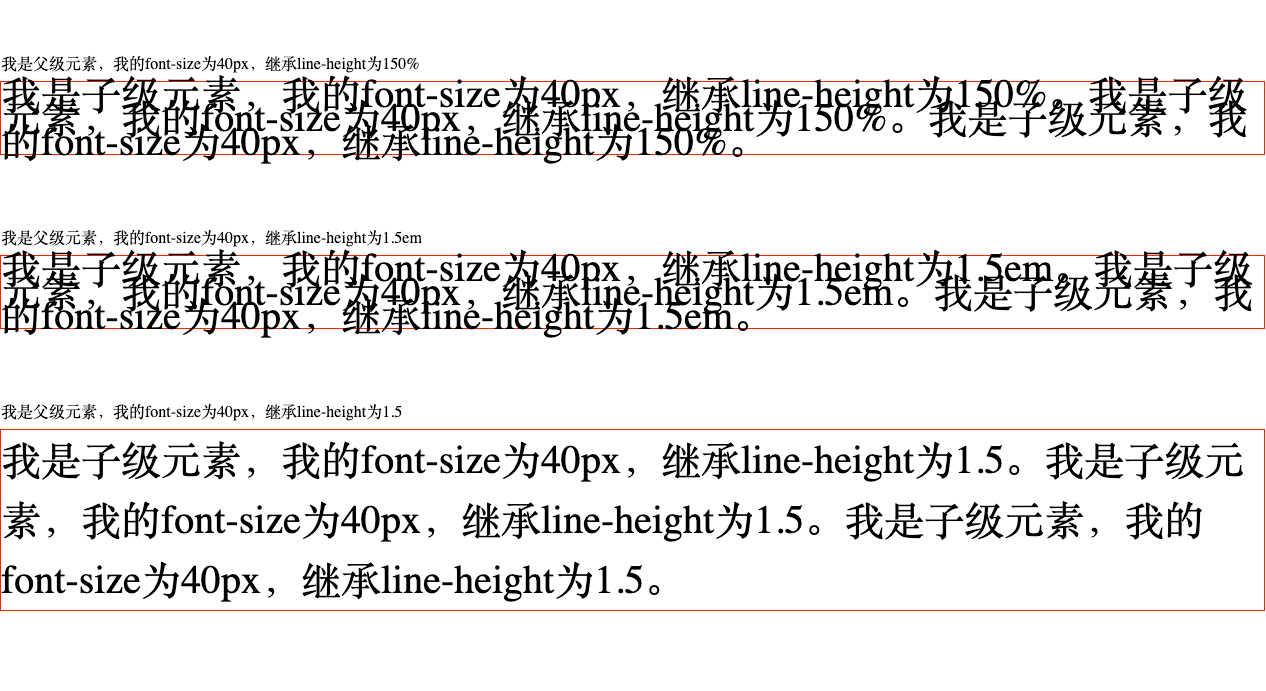 我是父级元素，我的font-size为40px，继承line-height为150%
我是子级元素，我的font-size为40px，继承line-height为150%。我是子级
元素，我的font-size为40px，继承line-height为150%。我是子级元素，我
的font-size为40px，继承line-height为150%。
我是父级元素，我的font-size为40px，继承line-height为1.5em
我是子级元素，我的font-size为40px，继承line-height为1.5em。我是子级
元素，我的font-size为40px，继承line-height为1.5em。我是子级元素，我
的font-size为40px，继承line-height为1.5em。
我是父级元素，我的font-size为40px，继承line-height为1.5
我是子级元素，我的font-size为40px，继承line-height为1.5。我是子级元
素，我的font-size为40px，继承line-height为1.5。我是子级元素，我的
font-size为40px，继承line-height为1.5。